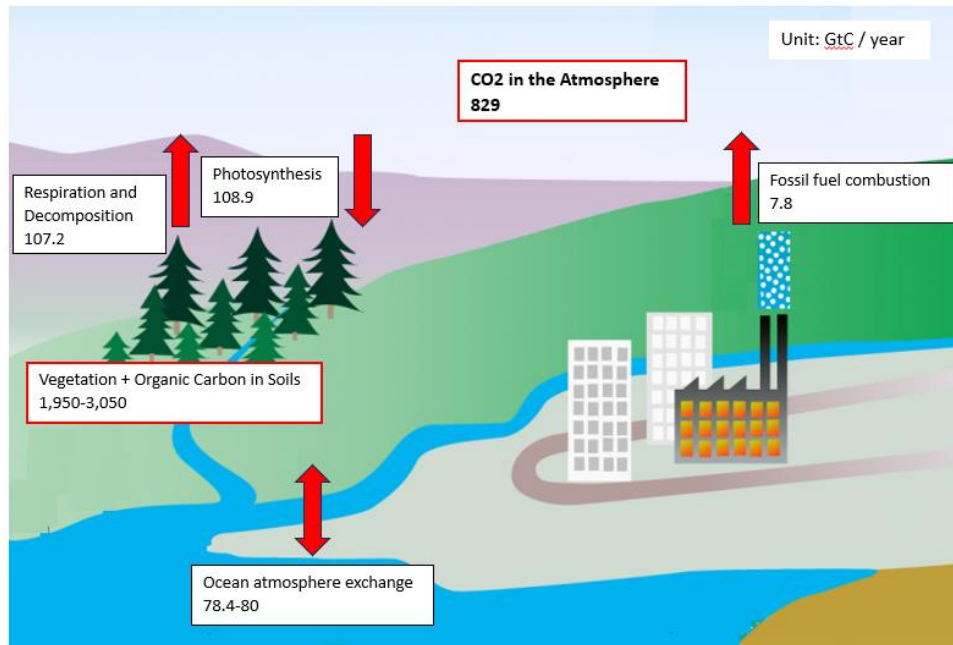 Unit: GtC / year
CO2 in the Atmosphere
829
Respiration and
Decomposition
107.2
Photosynthesis
108.9
Fossil fuel combustion
7.8
Vegetation + Organic Carbon in Soils
1,950-3,050
Ocean atmosphere exchange
78.4-80